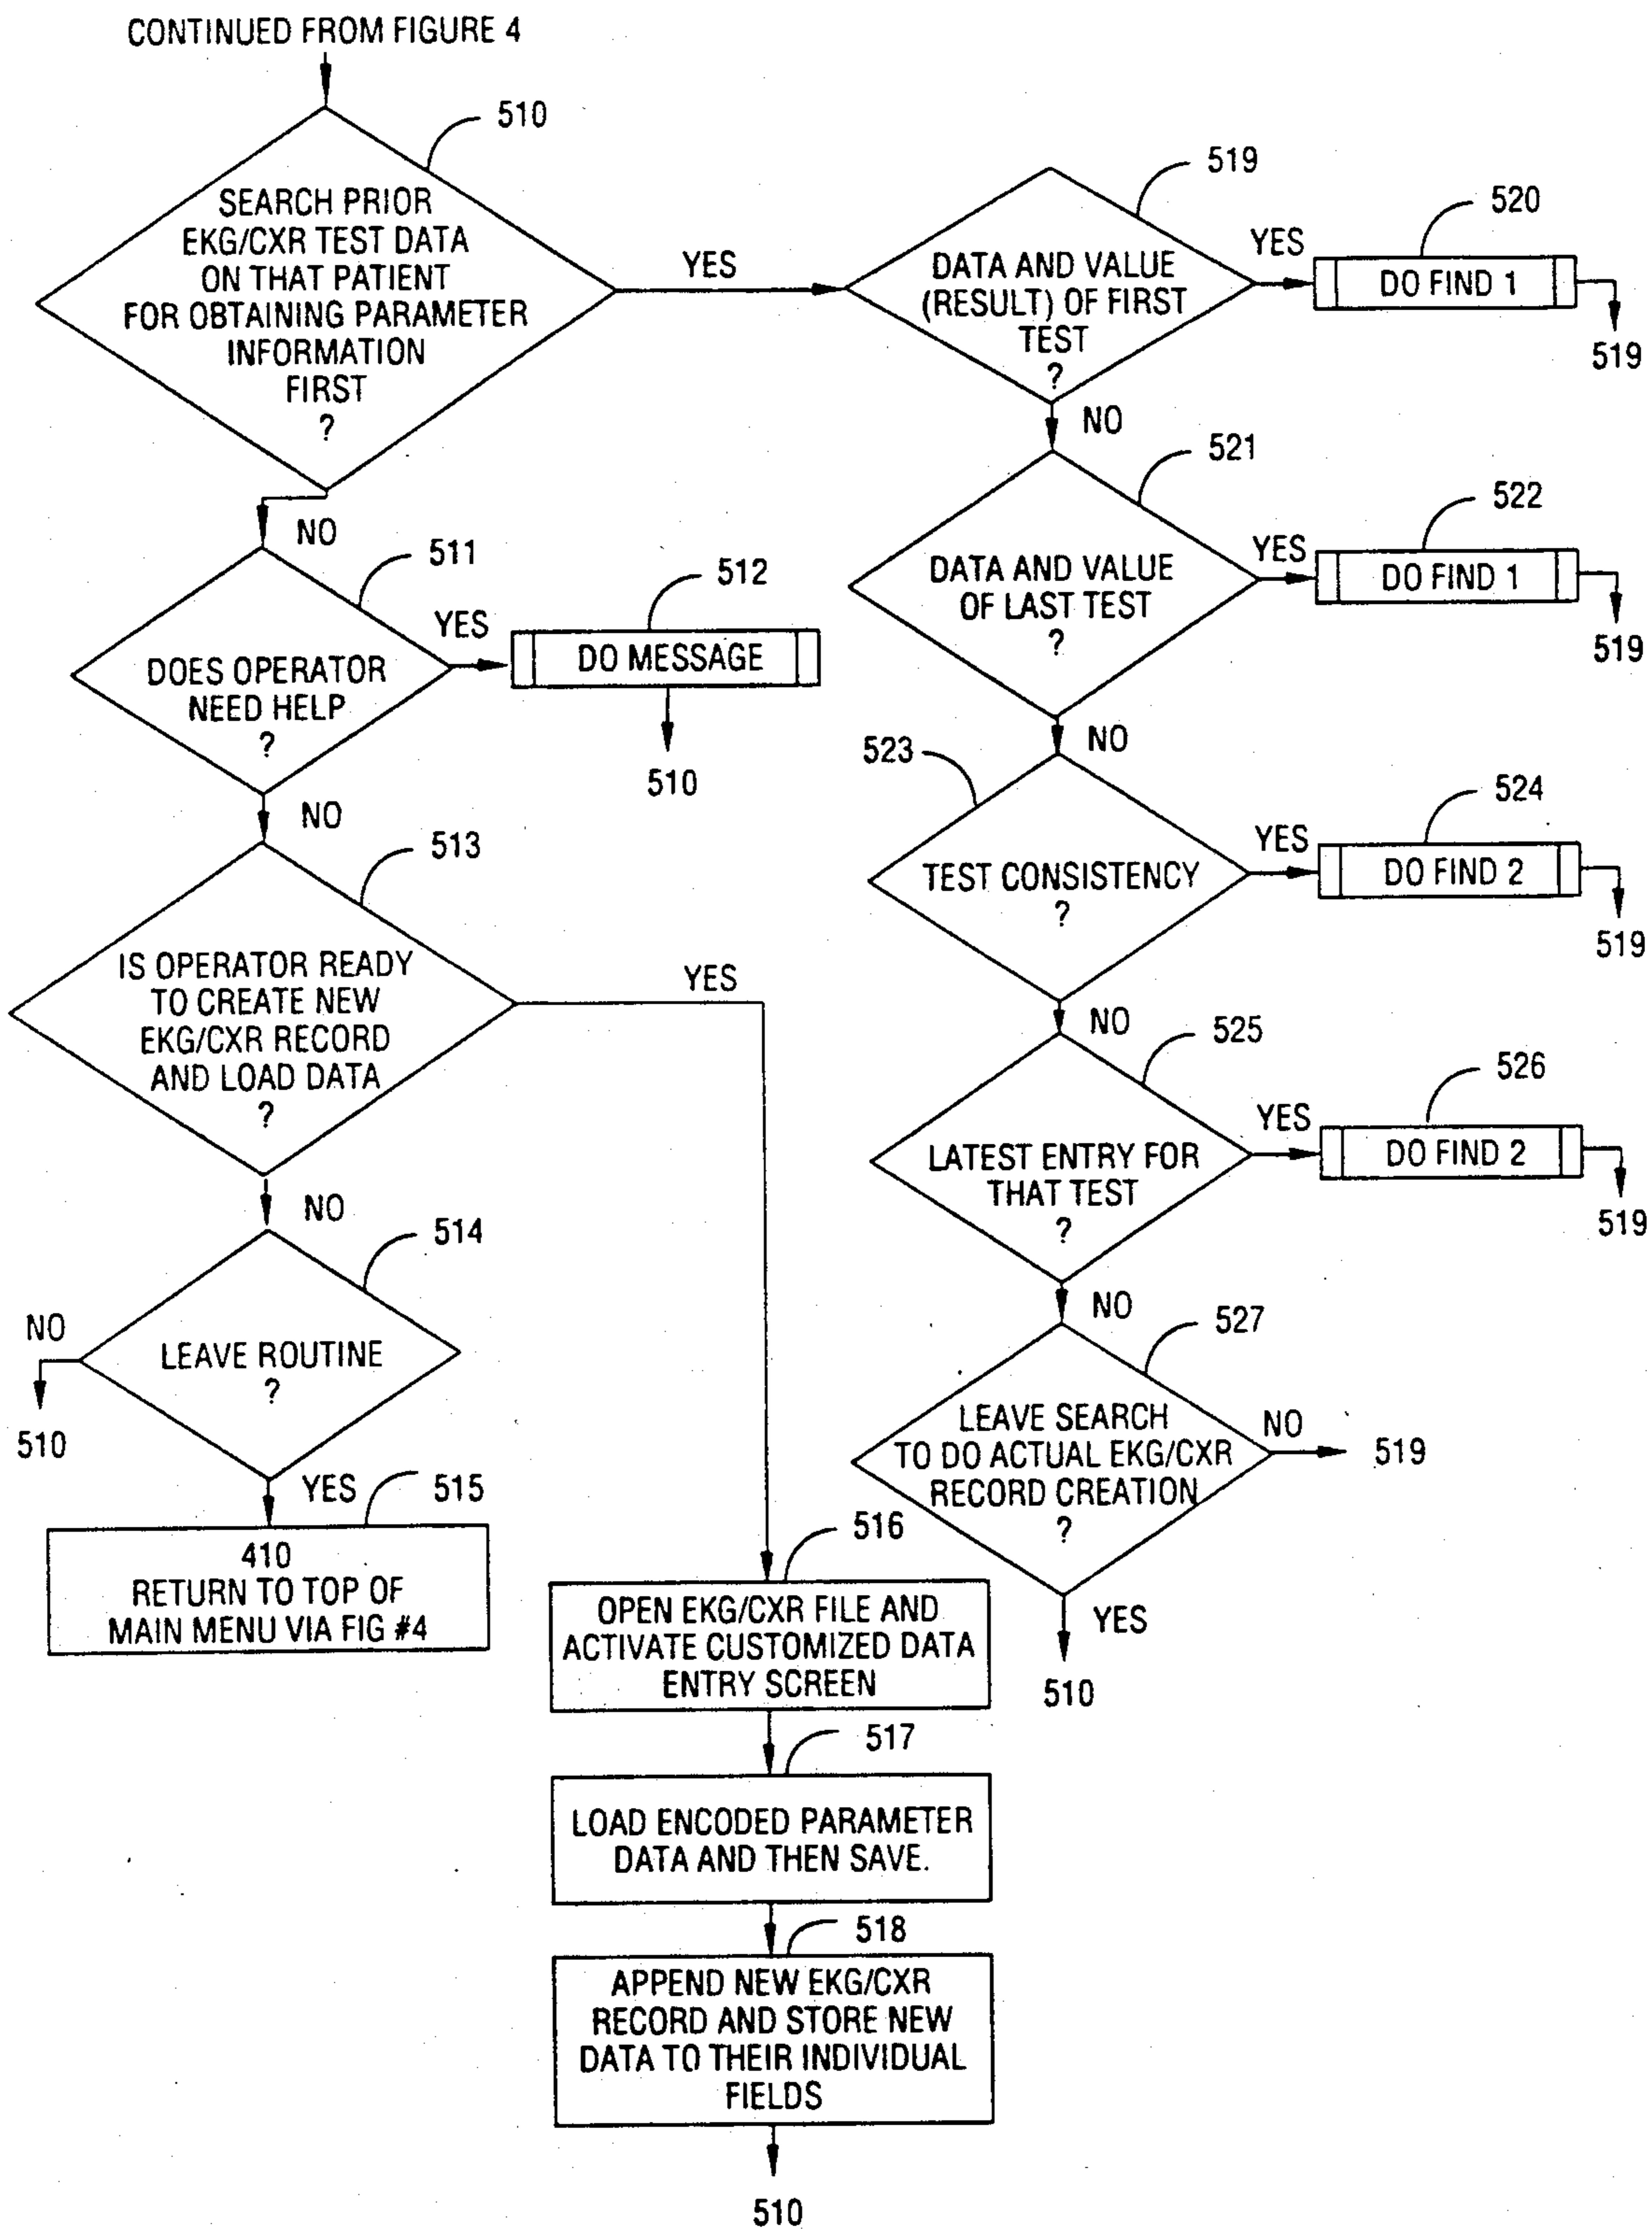 CONTINUED FROM FIGURE 4
510
SEARCH PRIOR
EKG/CXR TEST DATA
ON THAT PATIENT
FOR OBTAINING PARAMETER
INFORMATION
FIRST
?
YES
NO
511
DOES OPERATOR
NEED HELP
?
YES
512
DO MESSAGE
510
NO
513
IS OPERATOR READY
TO CREATE NEW
EKG/CXR RECORD
AND LOAD DATA
?
YES
NO
514
LEAVE ROUTINE
?
NO
510
YES
515
410
RETURN TO TOP OF
MAIN MENU VIA FIG #4
516
OPEN EKG/CXR FILE AND
ACTIVATE CUSTOMIZED DATA
ENTRY SCREEN
517
LOAD ENCODED PARAMETER
DATA AND THEN SAVE.
518
APPEND NEW EKG/CXR
RECORD AND STORE NEW
DATA TO THEIR INDIVIDUAL
FIELDS
510
519
DATA AND VALUE
(RESULT) OF FIRST
TEST
?
YES
520
DO FIND 1
519
NO
521
DATA AND VALUE
OF LAST TEST
?
YES
522
DO FIND 1
519
NO
523
TEST CONSISTENCY
?
YES
524
DO FIND 2
519
NO
525
LATEST ENTRY FOR
THAT TEST
?
YES
526
DO FIND 2
519
NO
527
LEAVE SEARCH
TO DO ACTUAL EKG/CXR
RECORD CREATION
?
NO
519
YES
510